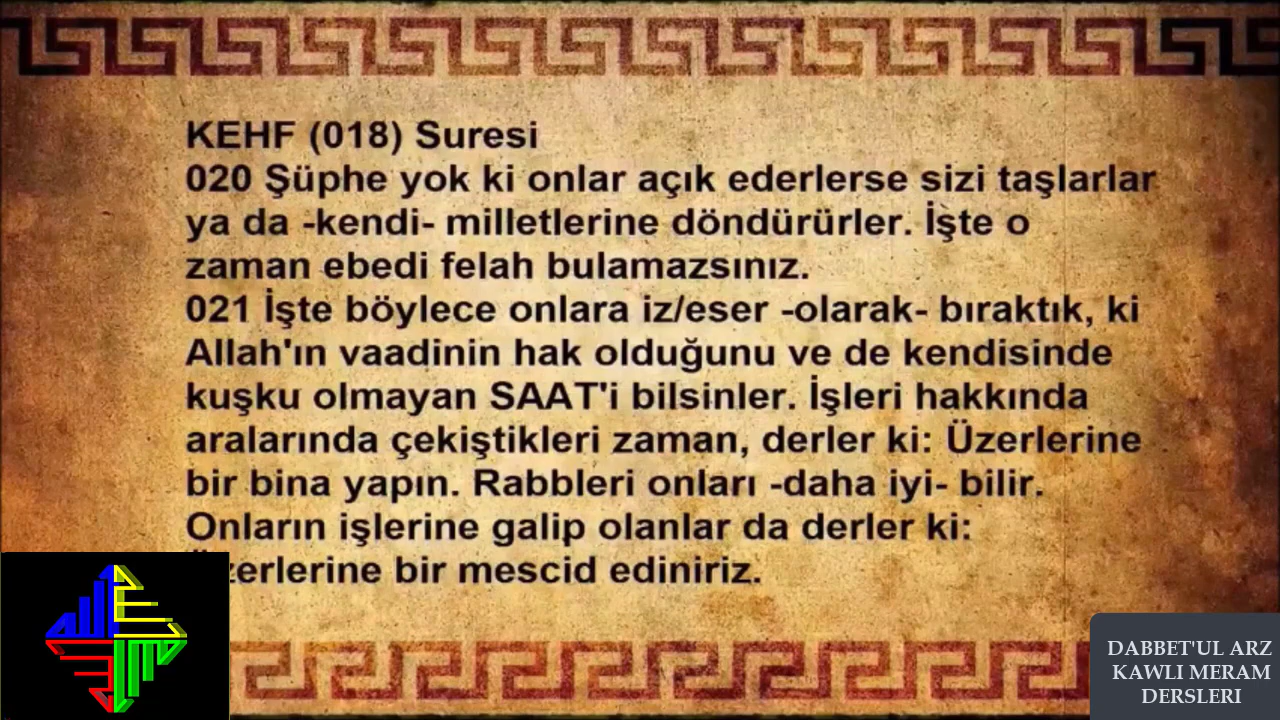 KEHF (018) Suresi
020 Şüphe yok ki onlar açık ederlerse sizi taşlarlar
ya da -kendi- milletlerine döndürürler. İşte o
zaman ebedi felah bulamazsınız.
021 İşte böylece onlara iz/eser -olarak- bıraktık, ki
Allah'ın vaadinin hak olduğunu ve de kendisinde
kuşku olmayan SAAT'i bilsinler. İşleri hakkında
aralarında çekiştikleri zaman, derler ki: Üzerlerine
bir bina yapın. Rabbleri onları -daha iyi- bilir.
Onların işlerine galip olanlar da derler ki:
Üzerlerine bir mescid ediniriz.
DABBET'UL ARZ
KAWLI MERAM
DERSLERI